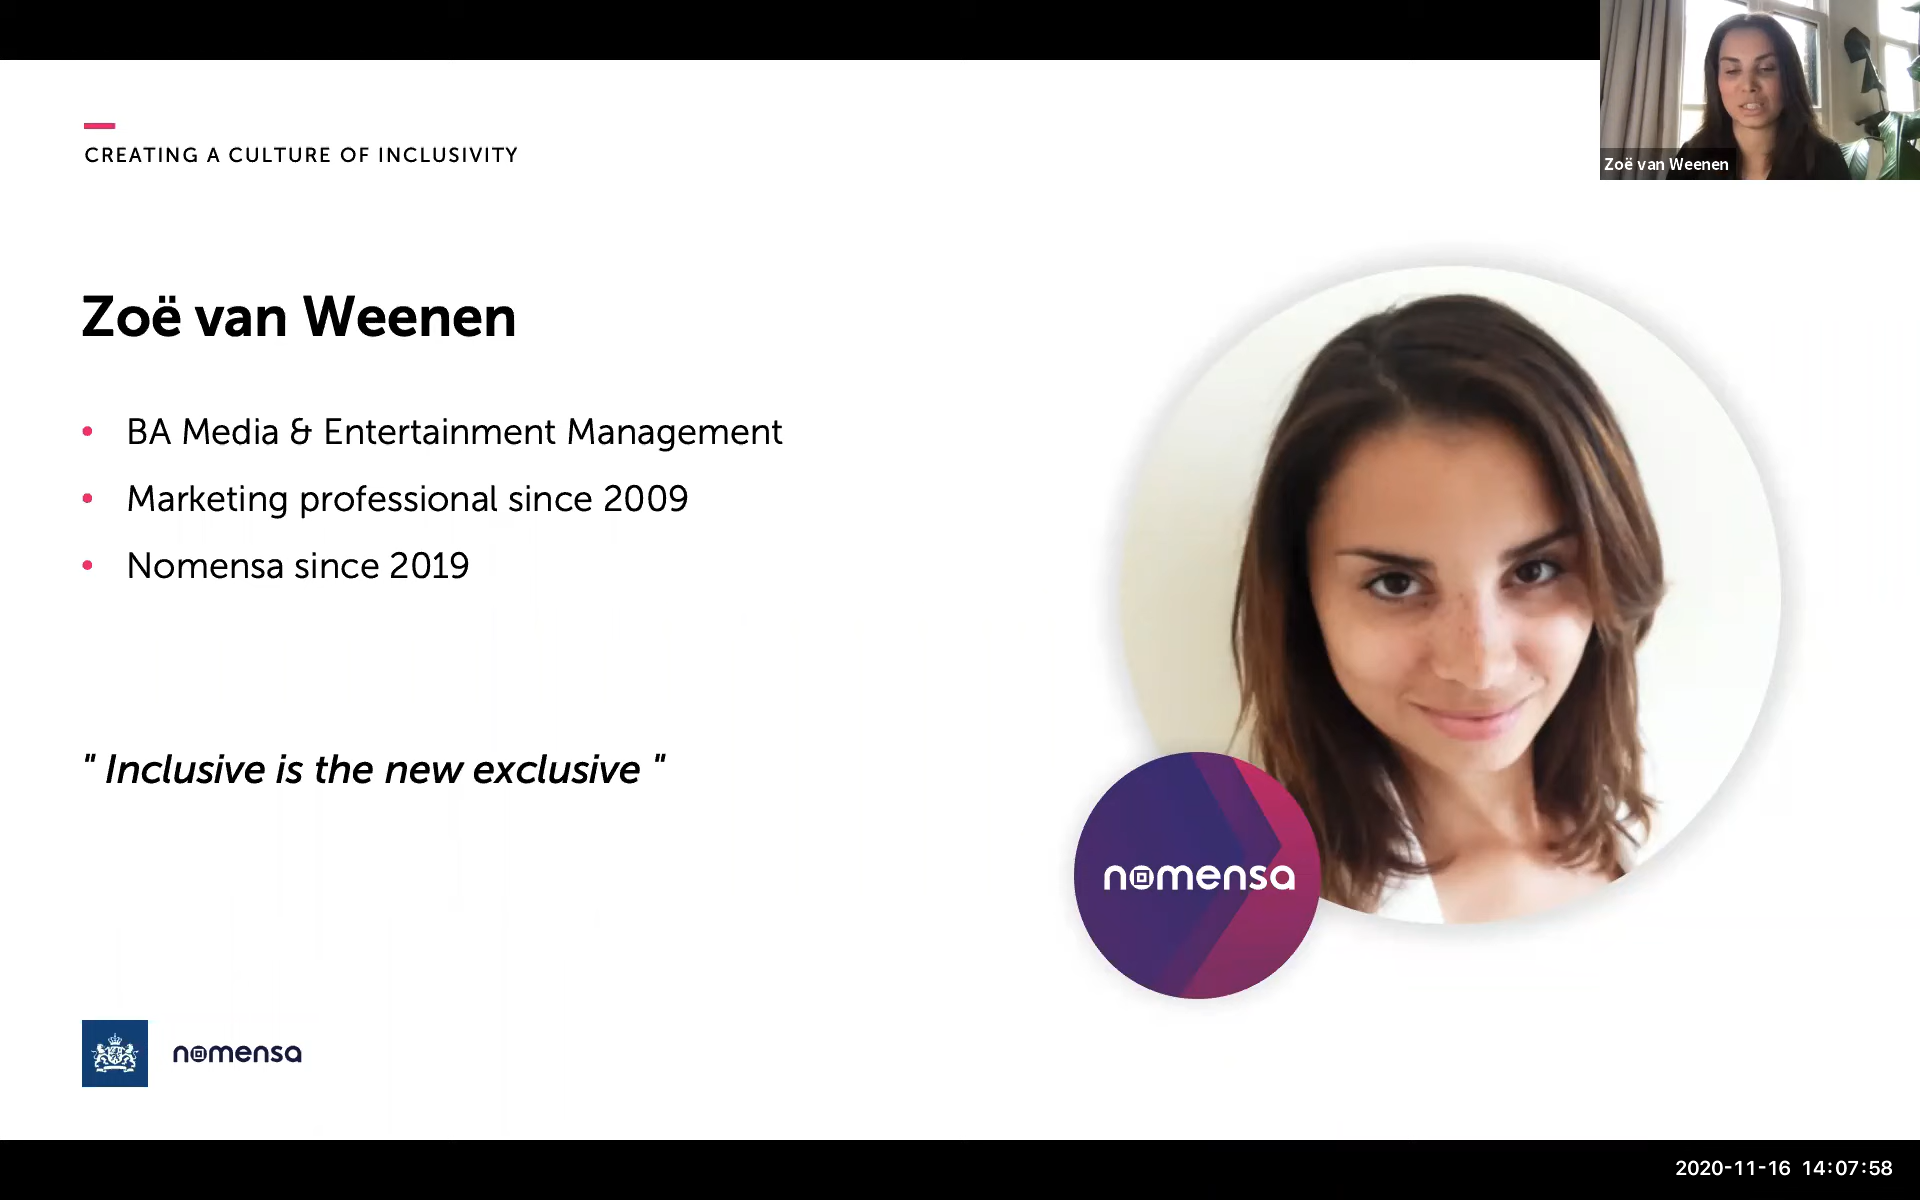 Zoë van Weenen
CREATING A CULTURE OF INCLUSIVITY
Zoë van Weenen
• BA Media & Entertainment Management
• Marketing professional since 2009
• Nomensa since 2019
" Inclusive is the new exclusive "
nomensa
nomensa
2020-11-16 14:07:58